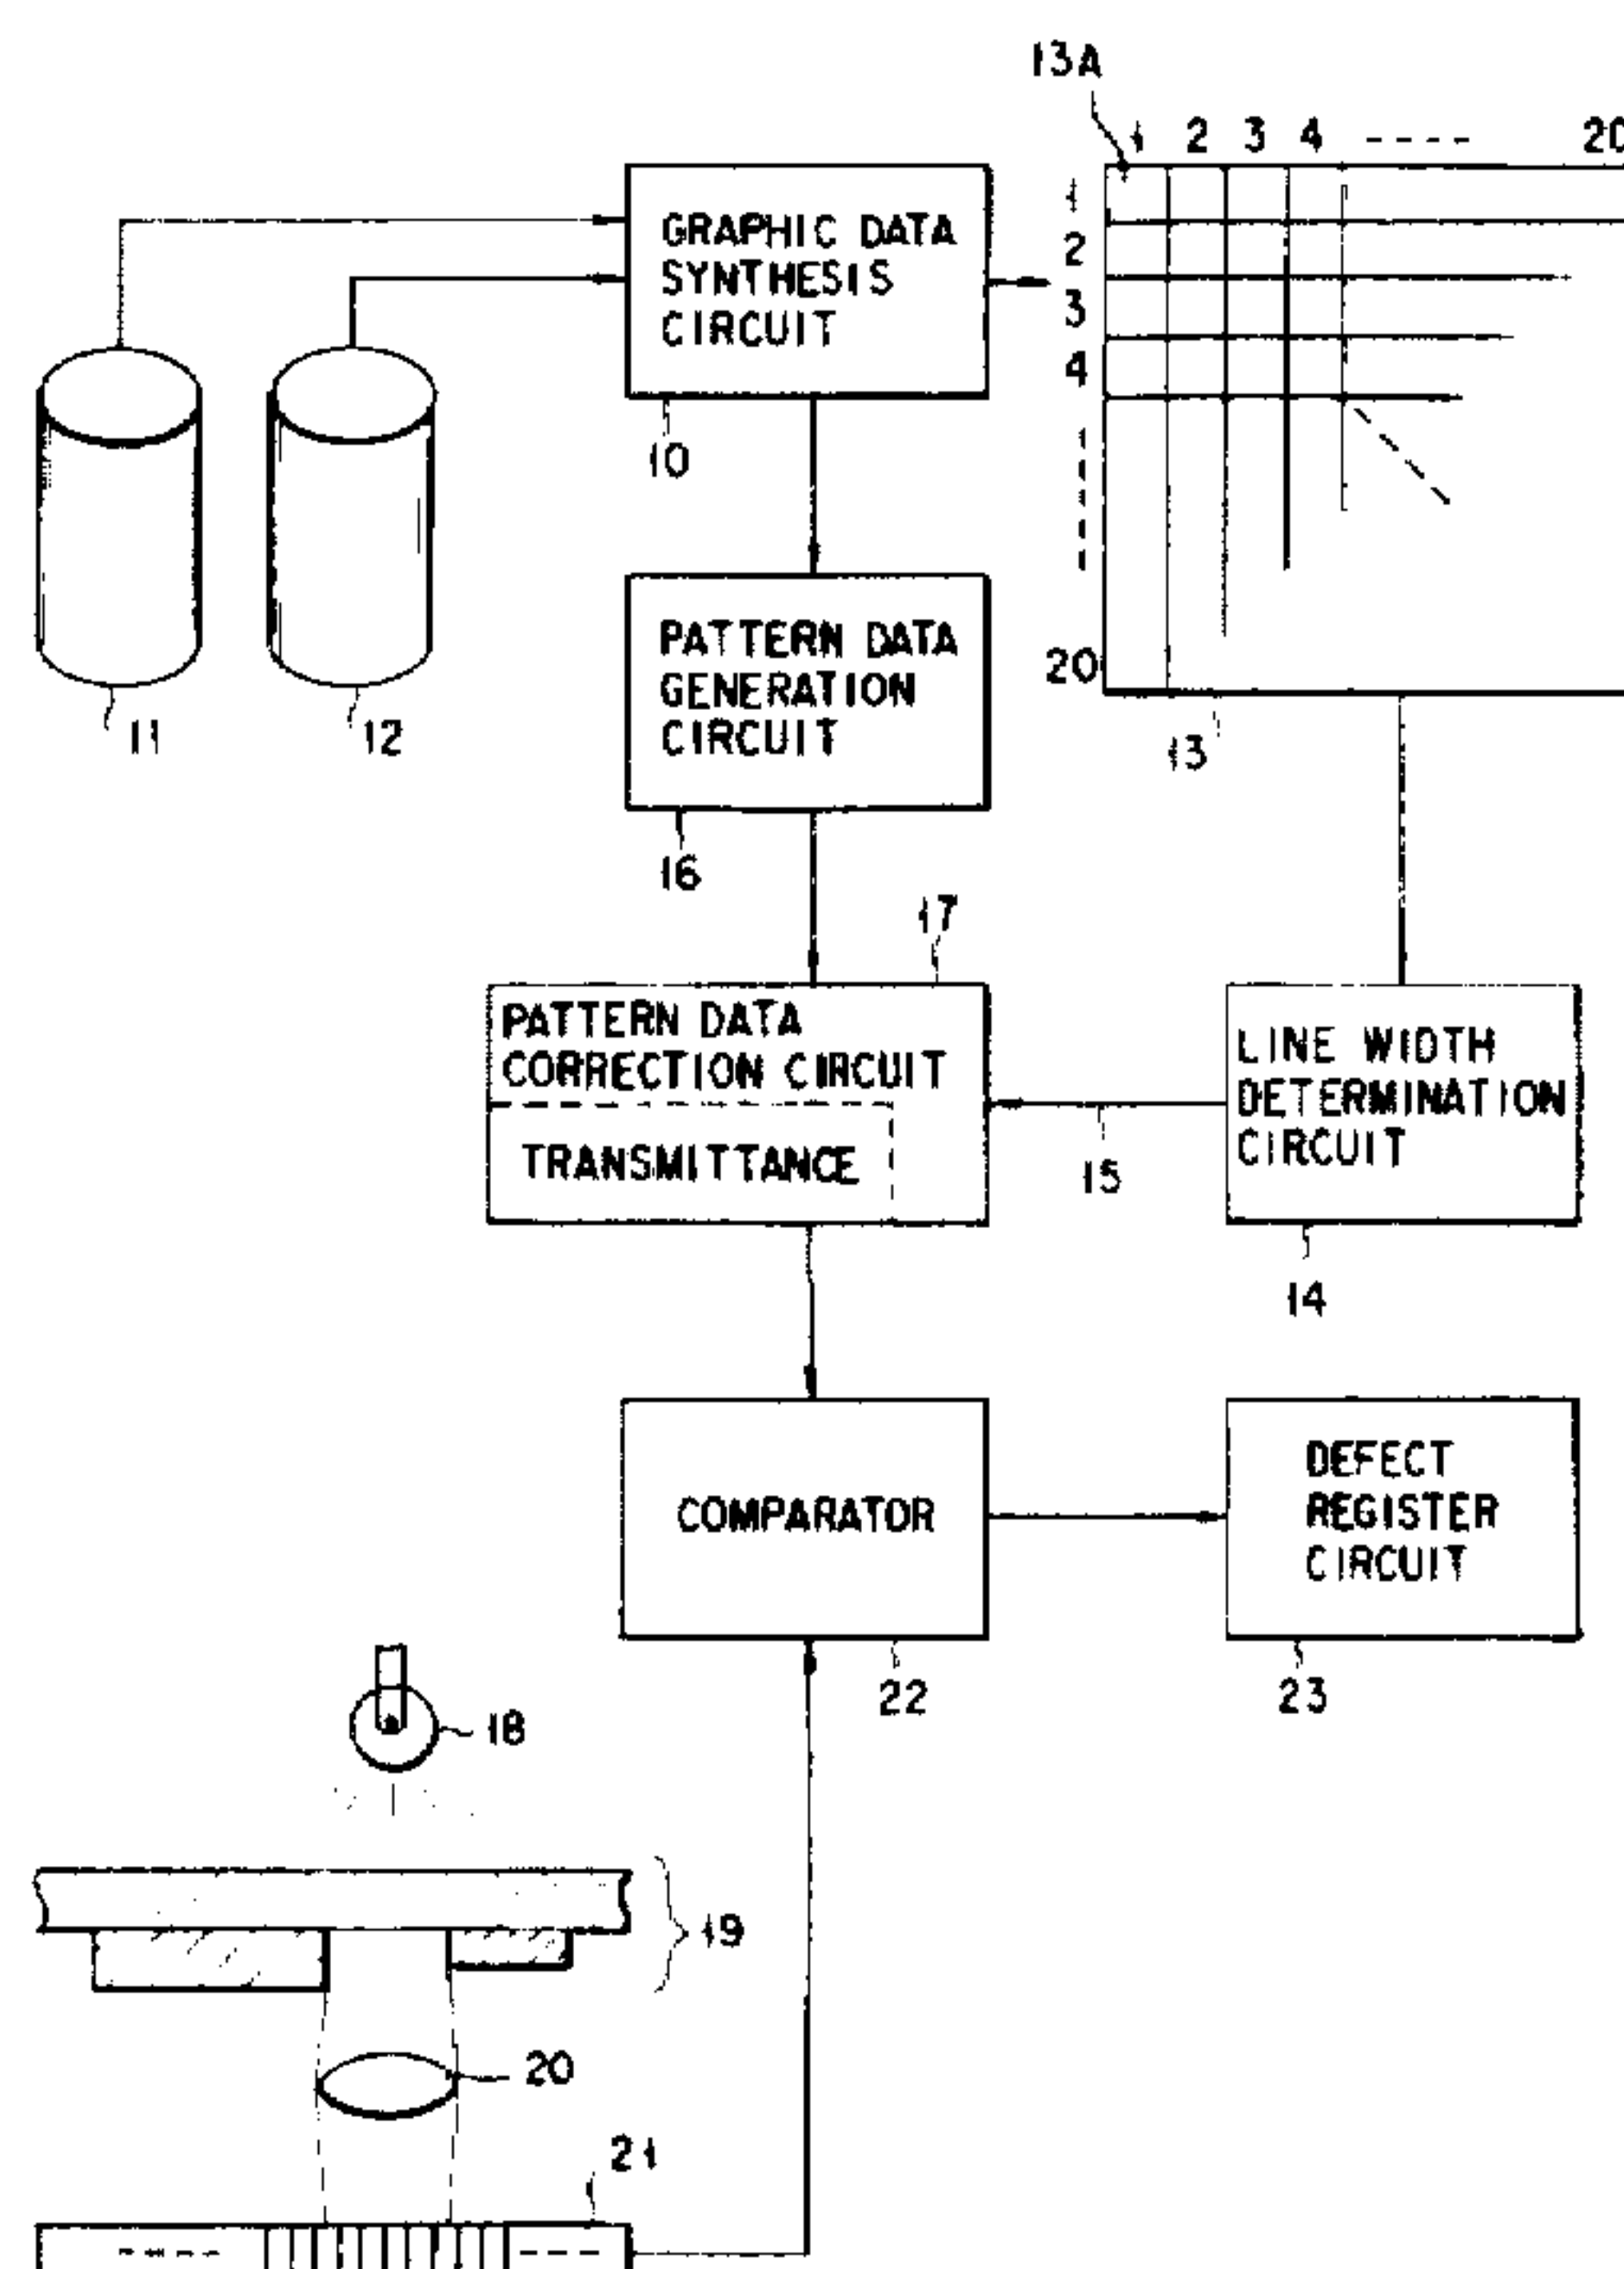 13A
1 2 3 4 ---- 20
1
2
3
4
20
13
GRAPHIC DATA
SYNTHESIS
CIRCUIT
10
11
12
PATTERN DATA
GENERATION
CIRCUIT
16
17
PATTERN DATA
CORRECTION CIRCUIT
TRANSMITTANCE
15
LINE WIDTH
DETERMINATION
CIRCUIT
14
COMPARATOR
22
DEFECT
REGISTER
CIRCUIT
23
18
19
20
21